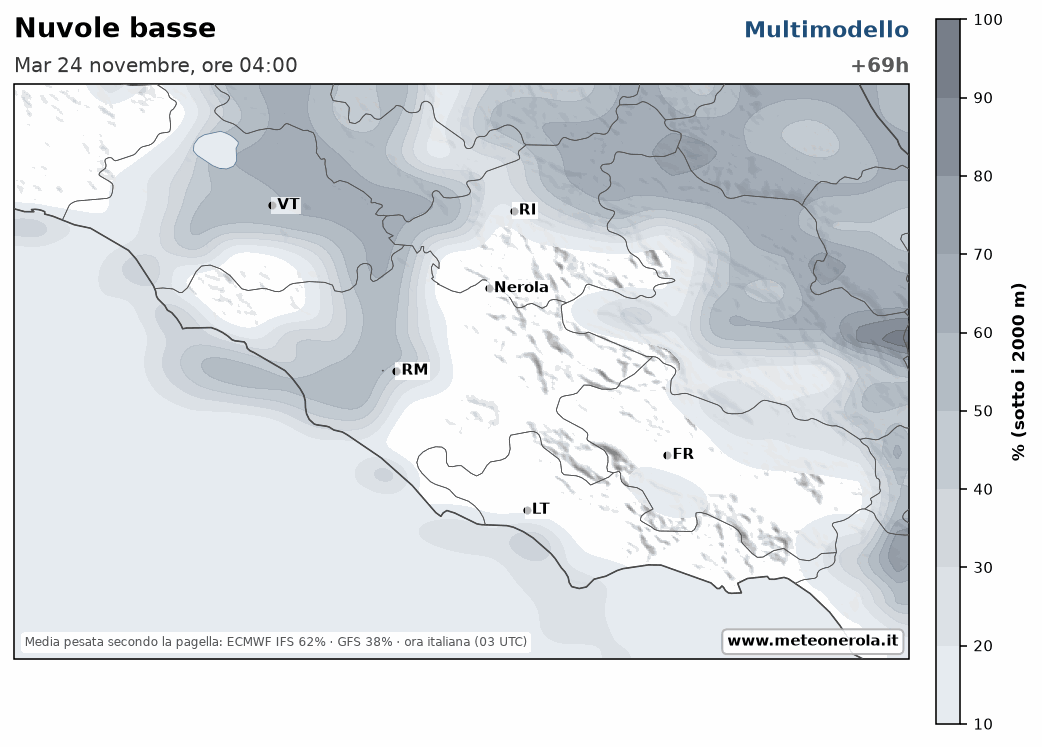 Nuvole basse
Multimodello
Mar 24 novembre, ore 04:00
+69h
VT
RI
Nerola
RM
FR
LT
Media pesata secondo la pagella: ECMWF IFS 62% · GFS 38% · ora italiana (03 UTC)
www.meteonerola.it
100
90
80
70
60
50
40
30
20
10
% (sotto i 2000 m)